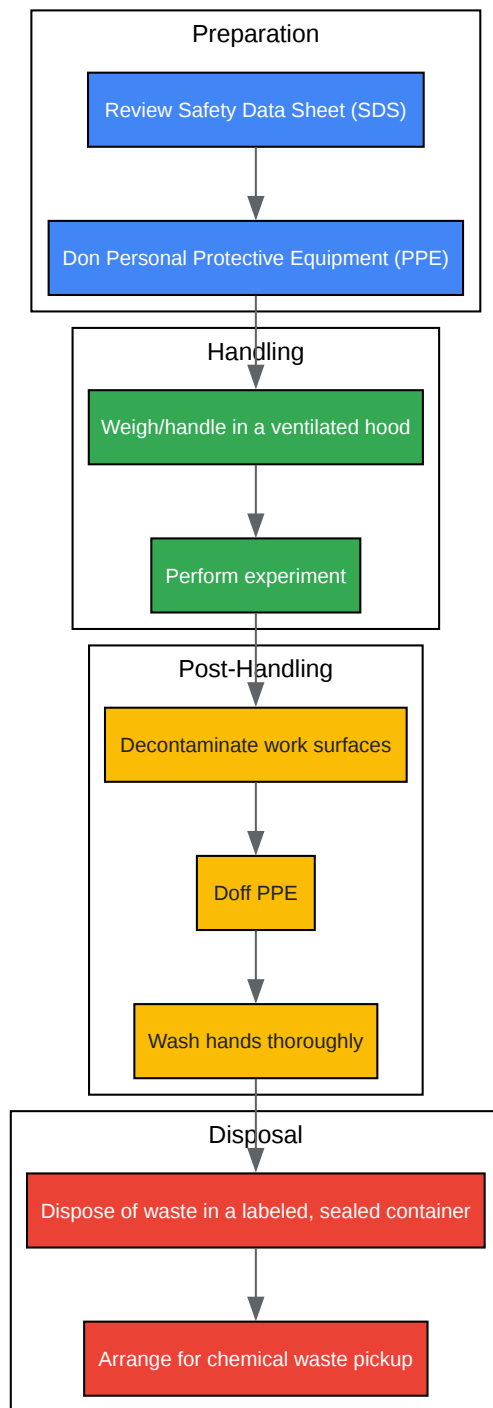 Preparation
Review Safety Data Sheet (SDS)
Don Personal Protective Equipment (PPE)
Handling
Weigh/handle in a ventilated hood
Perform experiment
Post-Handling
Decontaminate work surfaces
Doff PPE
Wash hands thoroughly
Disposal
Dispose of waste in a labeled, sealed container
Arrange for chemical waste pickup